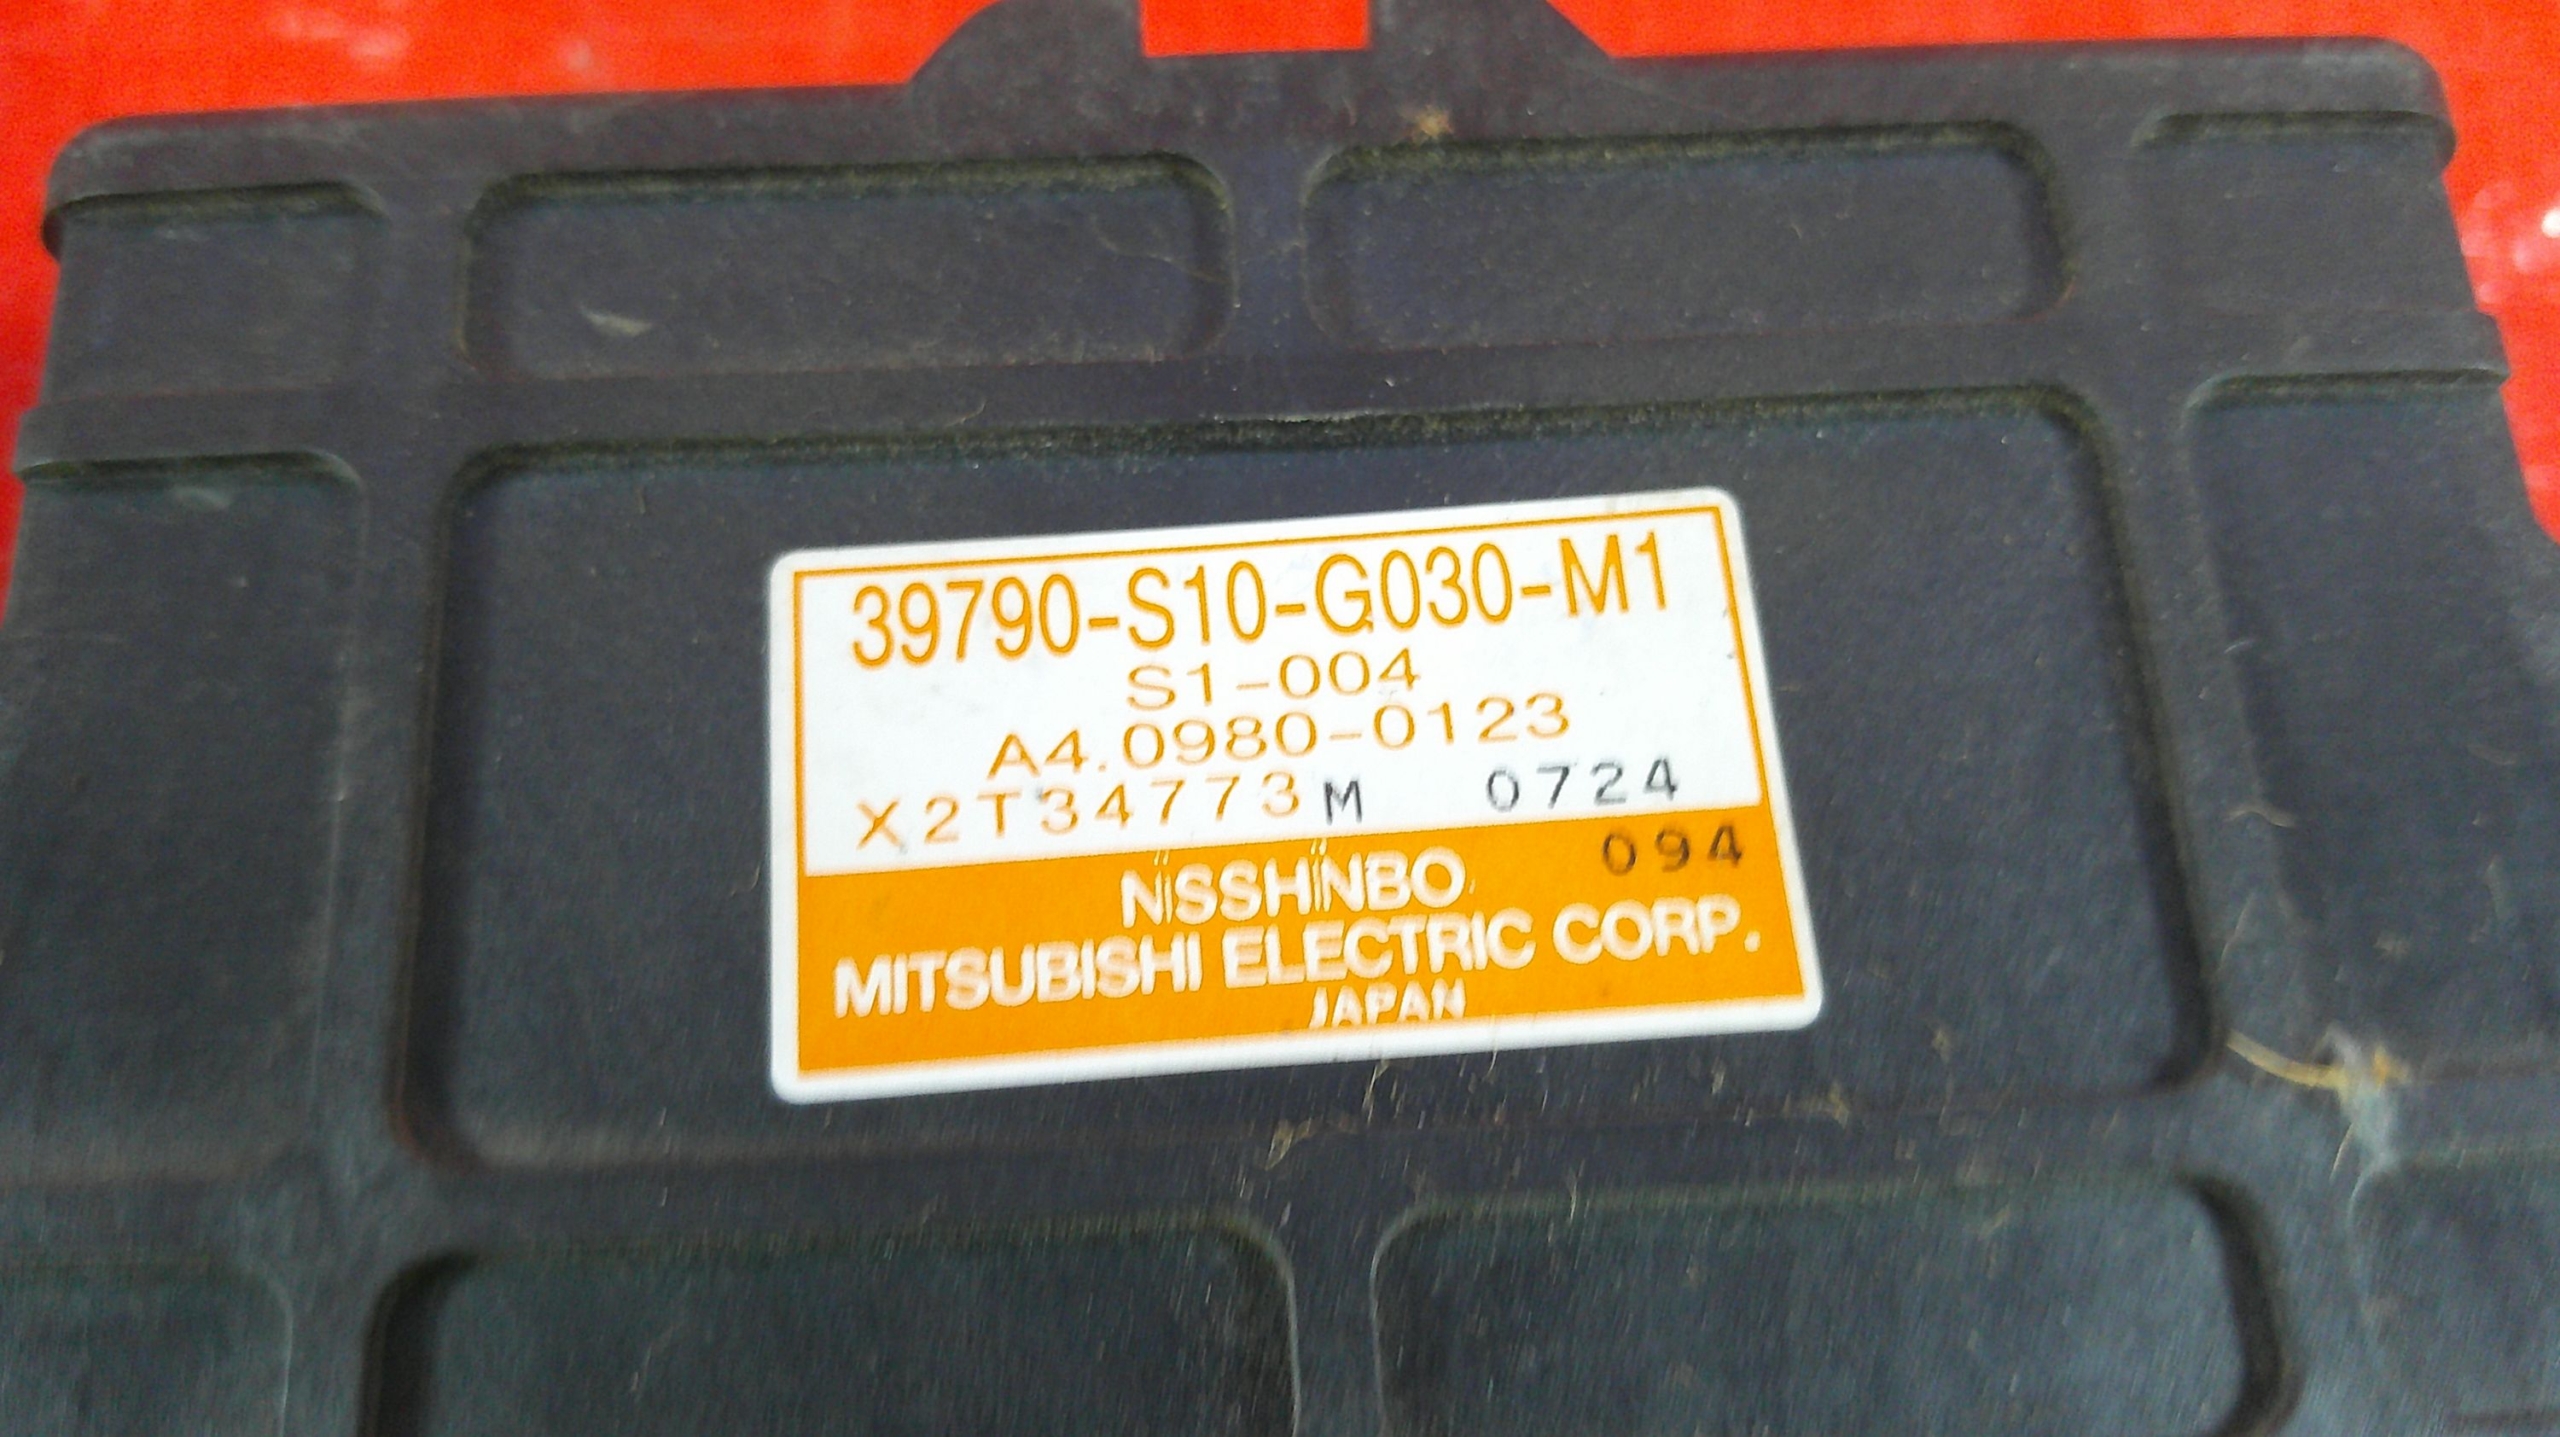 39790-S10-G030-M1
S1-004
A4.0980-0123
X2T34773M 0724
094
NISSHINBO
MITSUBISHI ELECTRIC CORP.
JAPAN